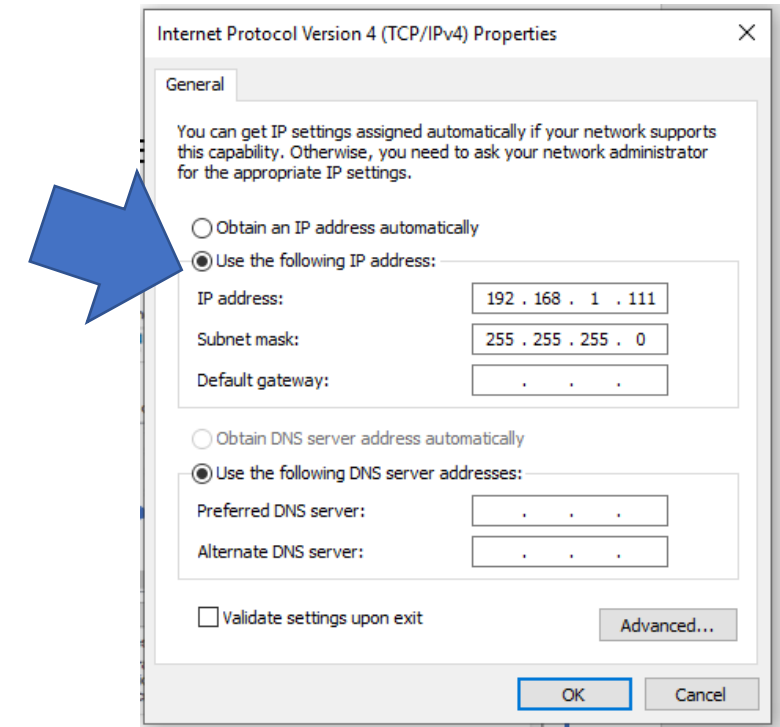 Internet Protocol Version 4 (TCP/IPv4) Properties
General
You can get IP settings assigned automatically if your network supports
this capability. Otherwise, you need to ask your network administrator
for the appropriate IP settings.
Obtain an IP address automatically
Use the following IP address:
IP address: 192 . 168 . 1 . 111
Subnet mask: 255 . 255 . 255 . 0
Default gateway: . . .
Obtain DNS server address automatically
Use the following DNS server addresses:
Preferred DNS server: . . .
Alternate DNS server: . . .
Validate settings upon exit
Advanced...
OK Cancel